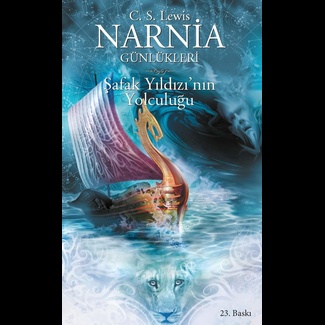 C. S. Lewis
NARNİA
GÜNLÜKLERİ
Şafak Yıldızı'nın
Yolculuğu
23. Baskı